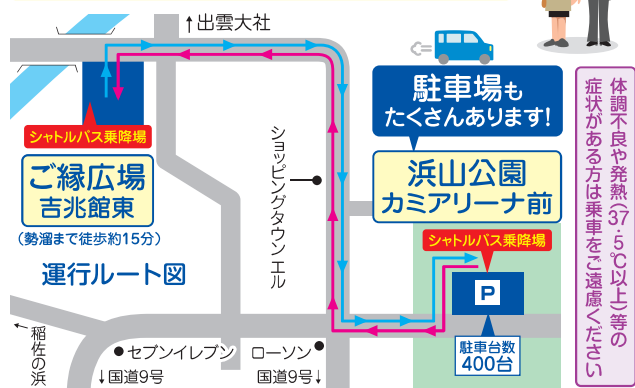 ↑出雲大社
駐車場も
たくさんあります!
体調不良や発熱(37.5℃以上)等の
症状がある方は乗車をご遠慮ください
シャトルバス乗降場
ご縁広場
吉兆館東
(勢溜まで徒歩約15分)
運行ルート図
ショッピングタウン エル
浜山公園
カミアリーナ前
シャトルバス乗降場
P
駐車台数
400台
←稲佐の浜
●セブンイレブン
ローソン●
↓国道9号
国道9号↓